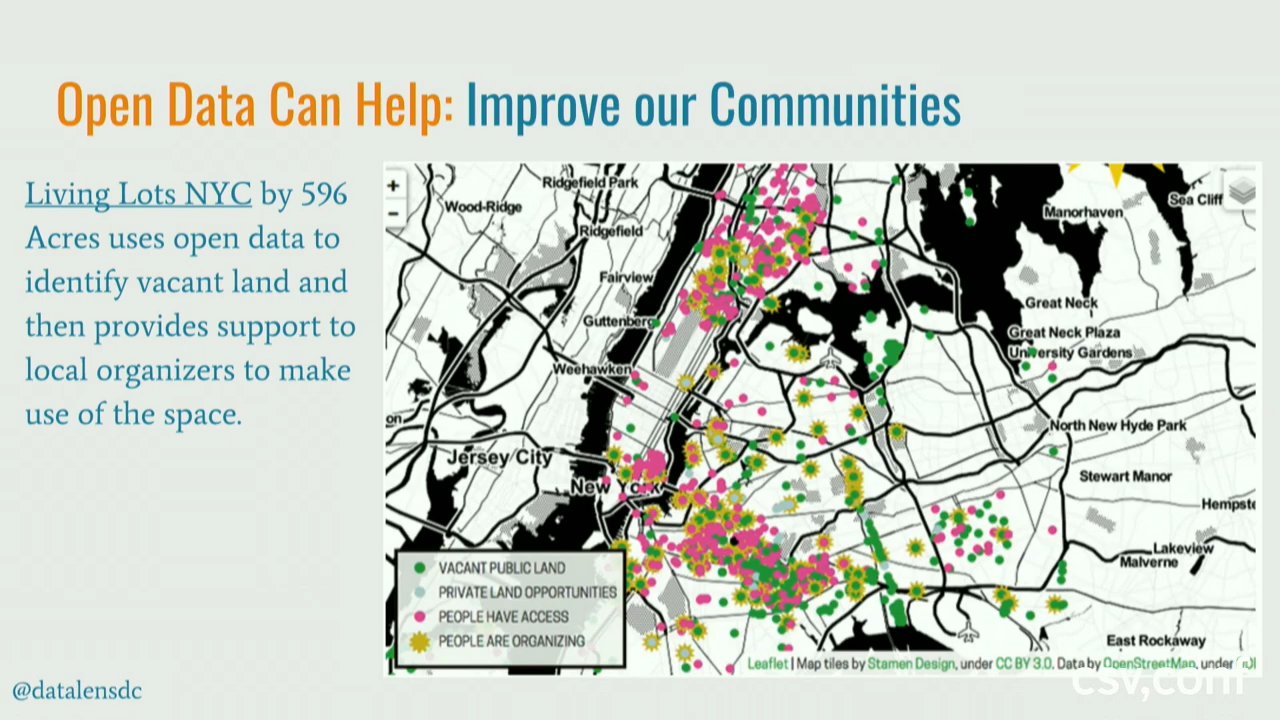 Open Data Can Help: Improve our Communities
Living Lots NYC by 596
Acres uses open data to
identify vacant land and
then provides support to
local organizers to make
use of the space.
+
−
Ridgefield Park
Wood-Ridge
Ridgefield
Fairview
Guttenberg
Weehawken
Jersey City
New York
Manorhaven
Sea Cliff
Great Neck
Great Neck Plaza
University Gardens
North New Hyde Park
Stewart Manor
Lakeview
Malverne
East Rockaway
VACANT PUBLIC LAND
PRIVATE LAND OPPORTUNITIES
PEOPLE HAVE ACCESS
PEOPLE ARE ORGANIZING
Leaflet | Map tiles by Stamen Design, under CC BY 3.0. Data by OpenStreetMap, under
@datalensdc
csv,conf